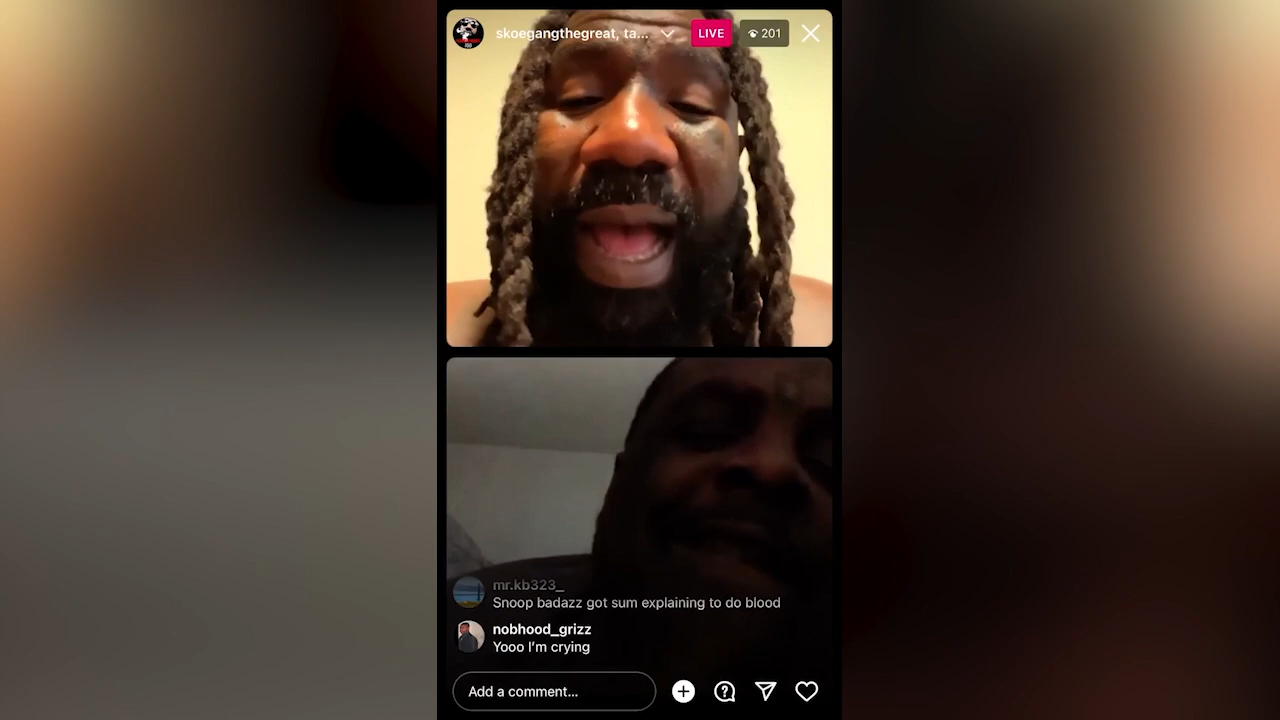 skoegangthegreat, ta...
LIVE
201
mr.kb323_
Snoop badazz got sum explaining to do blood
nobhood_grizz
Yooo I'm crying
Add a comment...